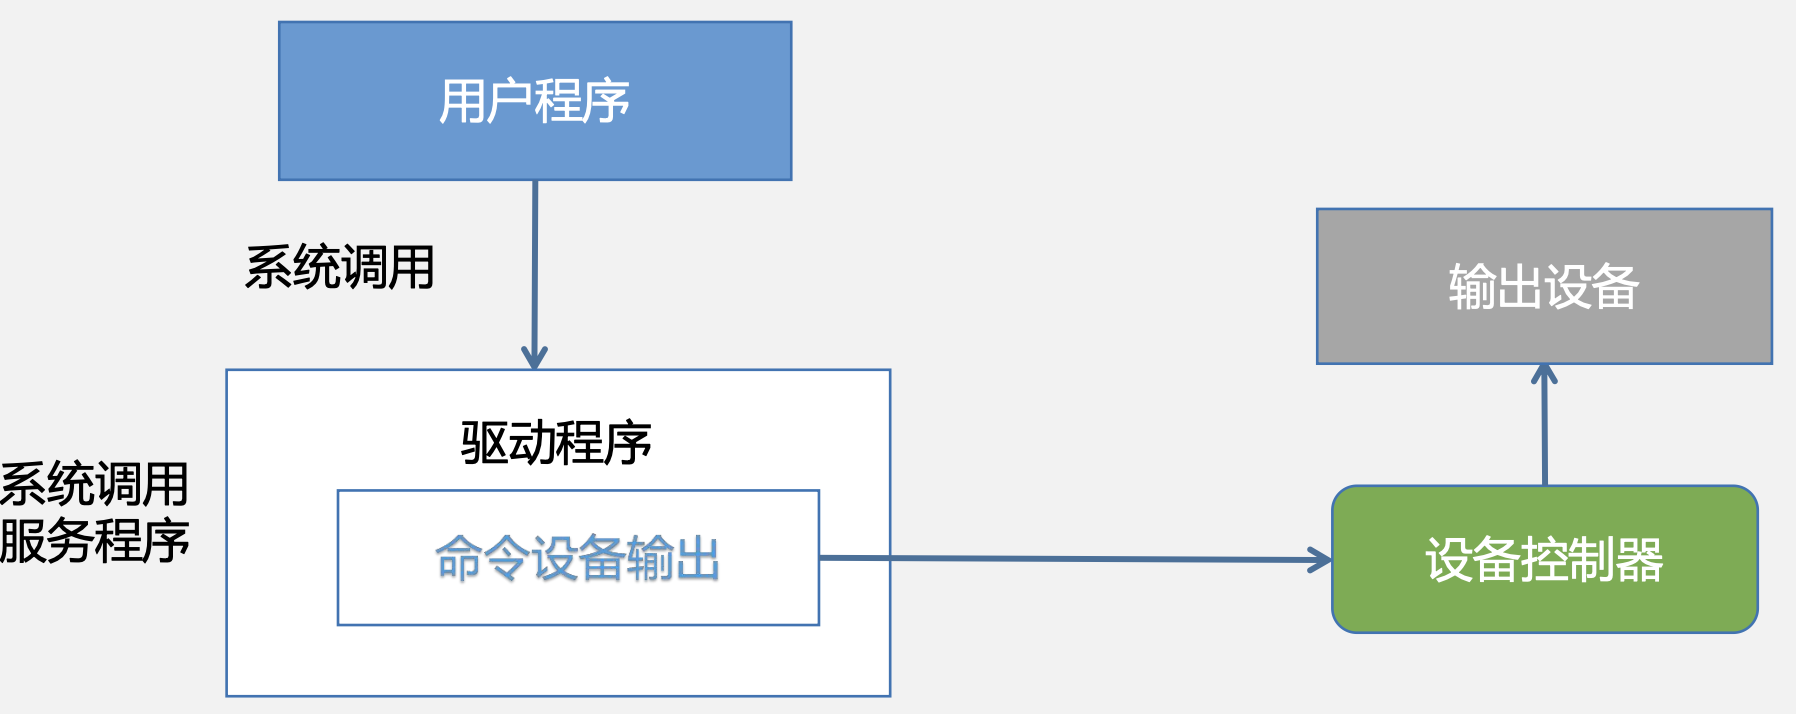 用户程序
系统调用
输出设备
驱动程序
系统调用
服务程序
命令设备输出
设备控制器